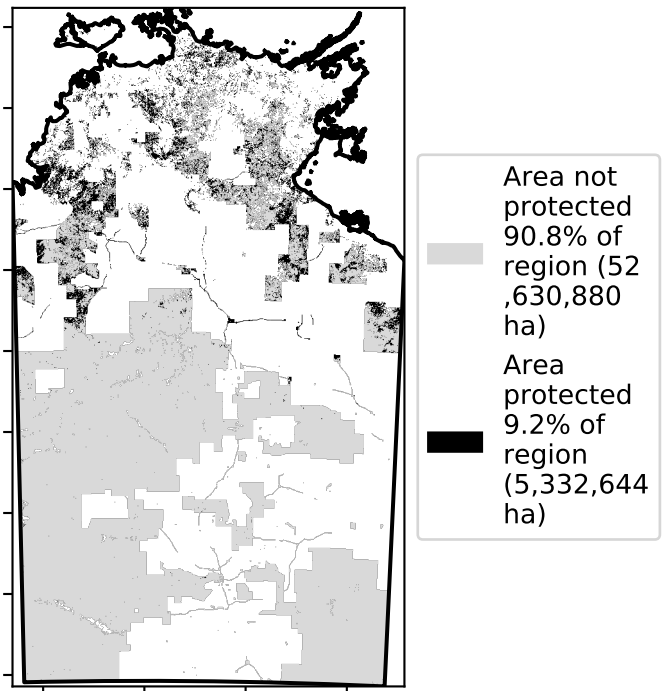 Area not
protected
90.8% of
region (52
,630,880
ha)
Area
protected
9.2% of
region
(5,332,644
ha)